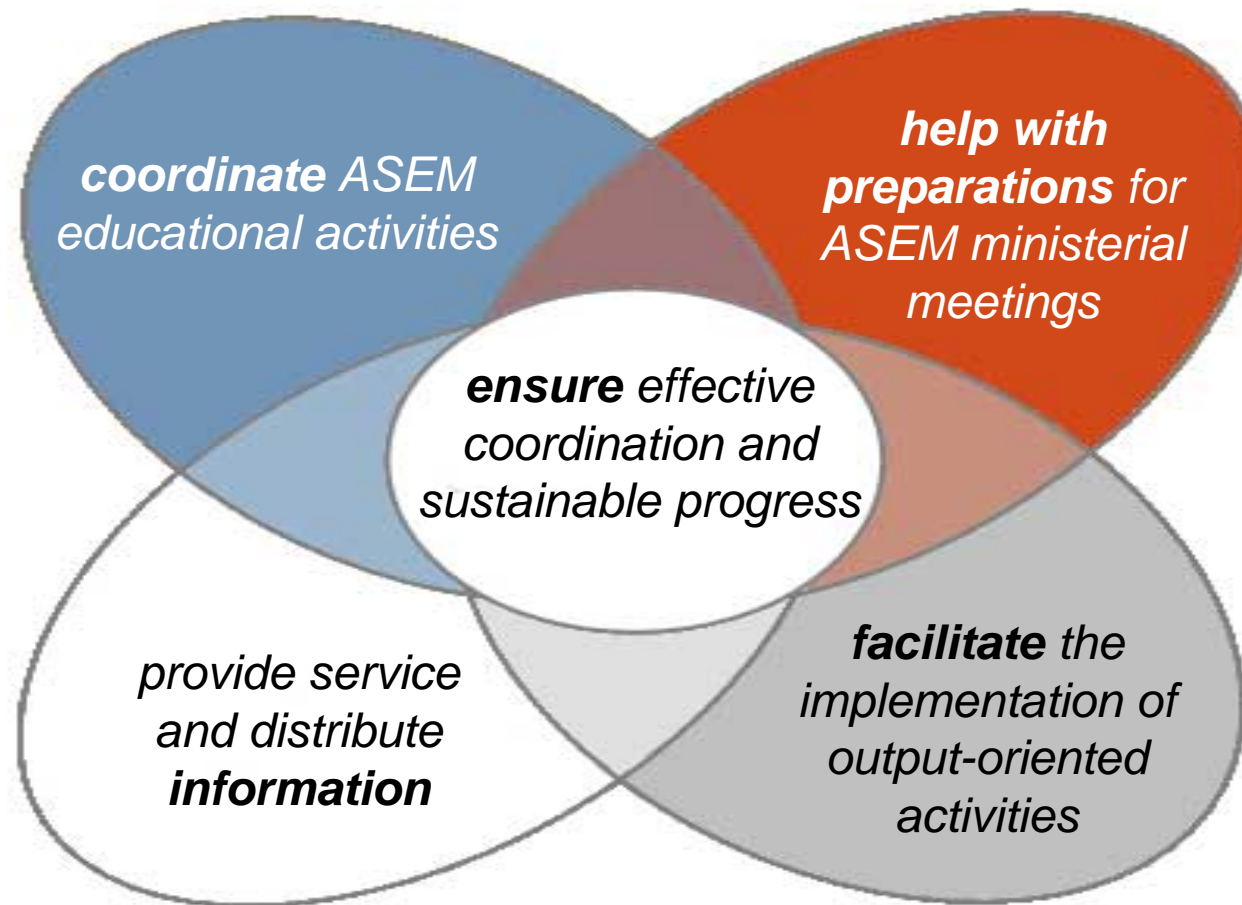 coordinate ASEM
educational activities
help with
preparations for
ASEM ministerial
meetings
ensure effective
coordination and
sustainable progress
provide service
and distribute
information
facilitate the
implementation of
output-oriented
activities